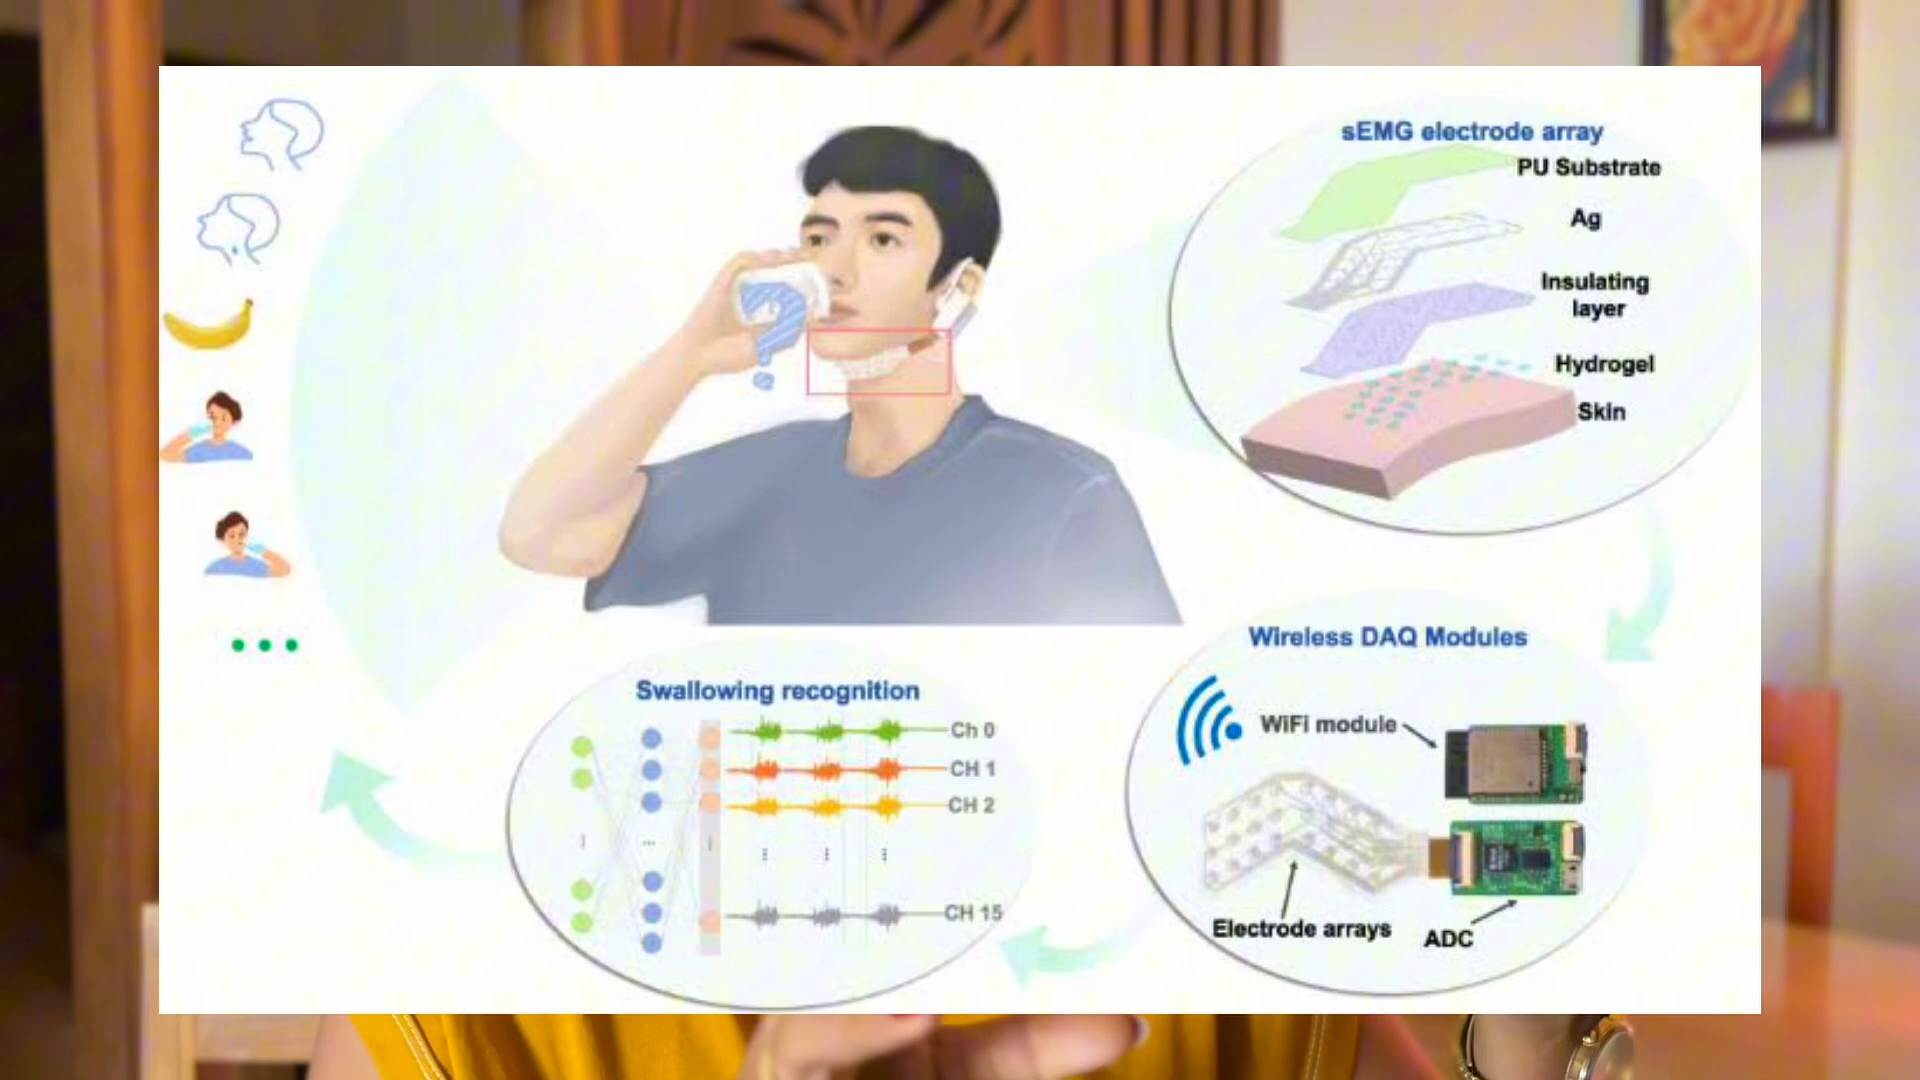 sEMG electrode array
PU Substrate
Ag
Insulating
layer
Hydrogel
Skin
Wireless DAQ Modules
WiFi module
Electrode arrays
ADC
Swallowing recognition
Ch 0
CH 1
CH 2
CH 15